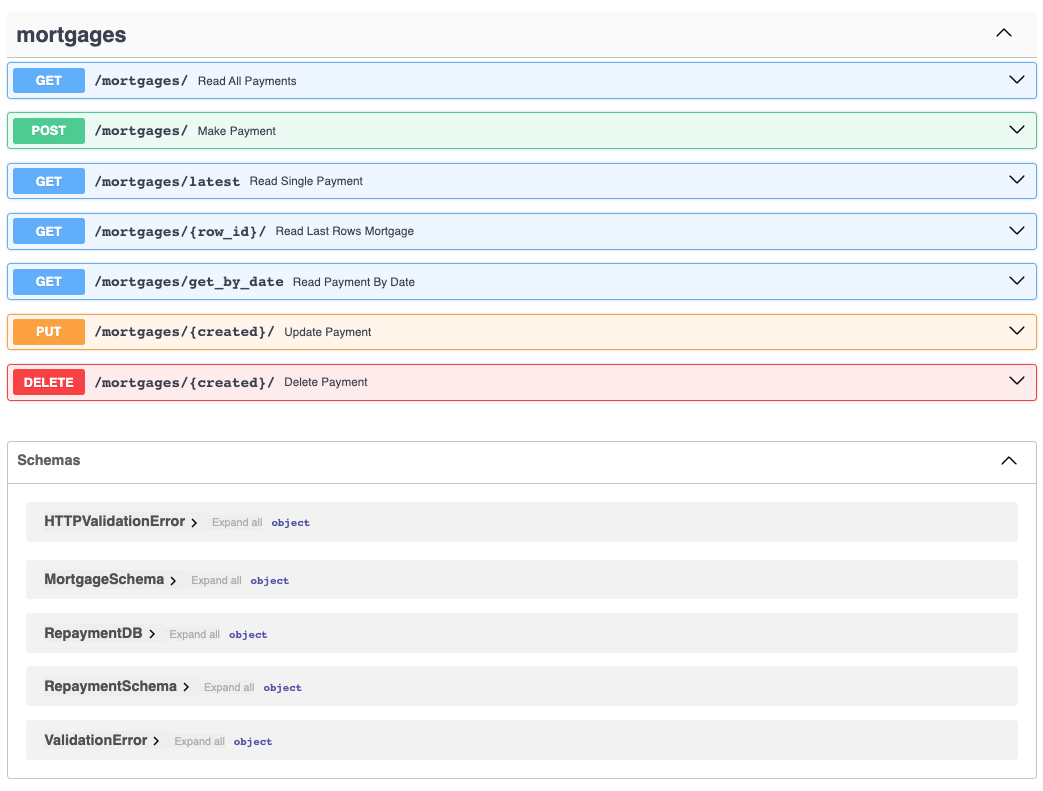 mortgages
GET /mortgages/ Read All Payments
POST /mortgages/ Make Payment
GET /mortgages/latest Read Single Payment
GET /mortgages/{row_id}/ Read Last Rows Mortgage
GET /mortgages/get_by_date Read Payment By Date
PUT /mortgages/{created}/ Update Payment
DELETE /mortgages/{created}/ Delete Payment
Schemas
HTTPValidationError Expand all object
MortgageSchema Expand all object
RepaymentDB Expand all object
RepaymentSchema Expand all object
ValidationError Expand all object